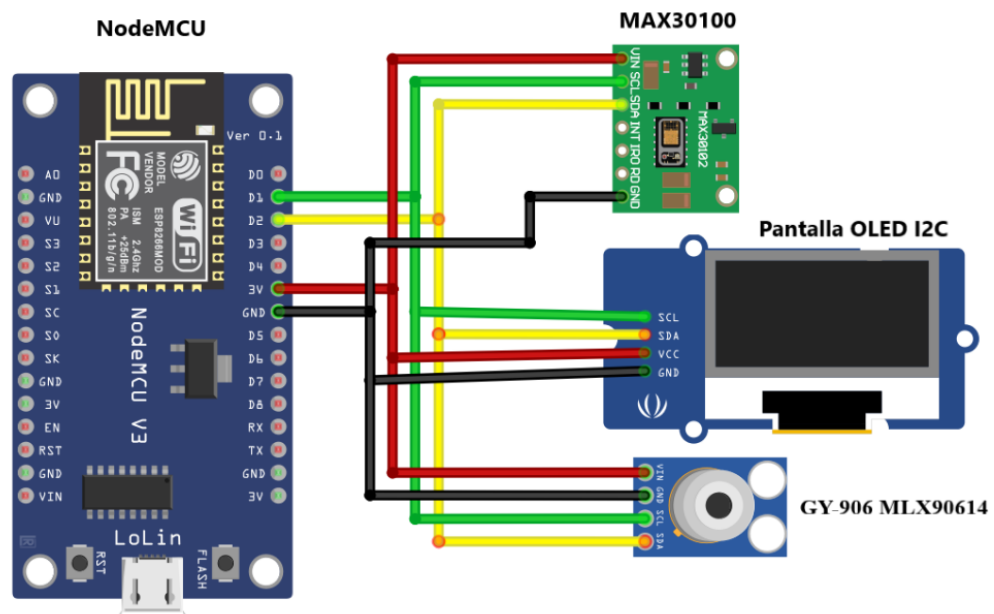 NodeMCU
MAX30100
VIN
SCL
SDA
INT
IRD
RD
GND
MAX30102
Ver 0.1
MODEL
VENDOR
FC
ISM 2.4Ghz
PA +25dBm
802.11b/g/n
ESP8266MOD
WiFi
A0
GND
VU
S3
S2
S1
SC
S0
SK
GND
3V
EN
RST
GND
VIN
D0
D1
D2
D3
D4
3V
GND
D5
D6
D7
D8
RX
TX
GND
3V
NodeMCU V3
LoLin
RST
FLASH
Pantalla OLED I2C
SCL
SDA
VCC
GND
VIN
GND
SCL
SDA
GY-906 MLX90614